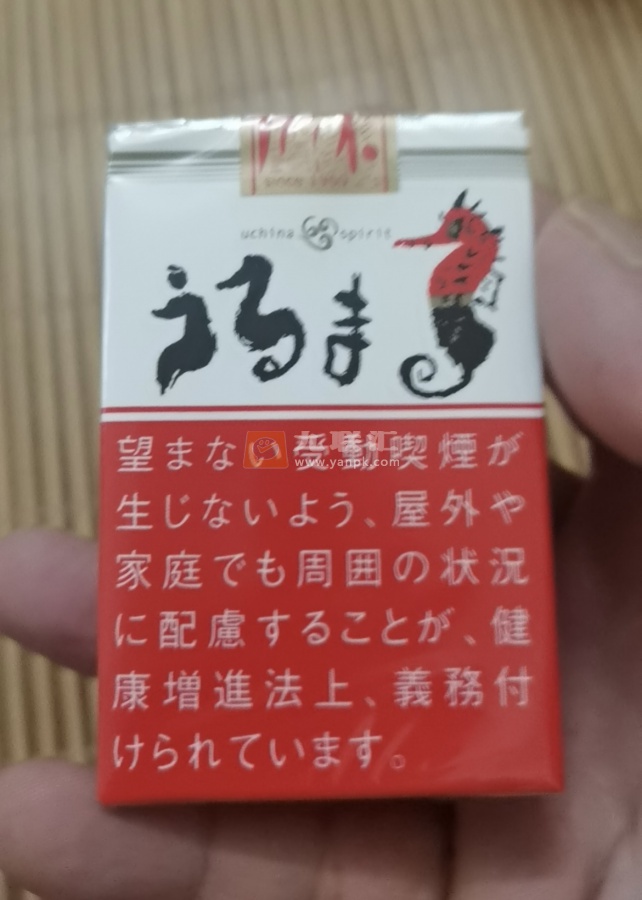 uchina spirit
うるま
望まない受動喫煙が
www.yanpk.com
生じないよう、屋外や
家庭でも周囲の状況
に配慮することが、健
康増進法上、義務付
けられています。